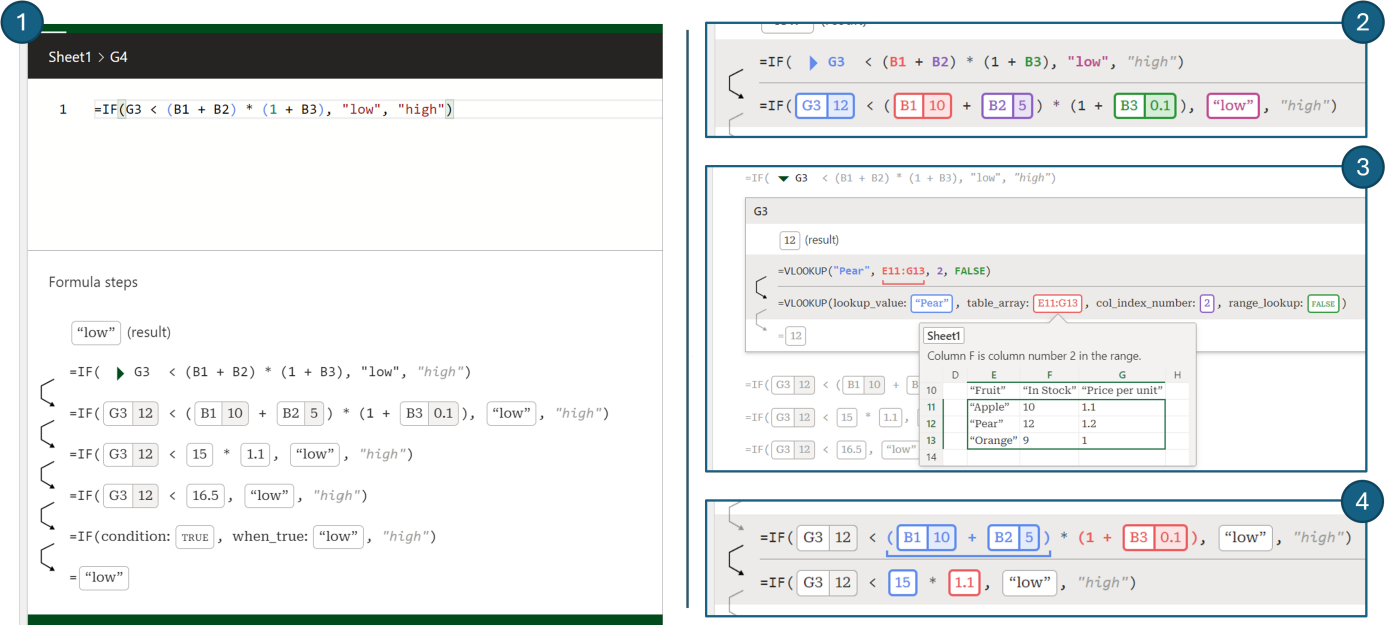 1
Sheet1 > G4
1 =IF(G3 < (B1 + B2) * (1 + B3), "low", "high")
Formula steps
“low” (result)
=IF( G3 < (B1 + B2) * (1 + B3), "low", "high")
=IF( G3 12 < ( B1 10 + B2 5 ) * (1 + B3 0.1 ), “low” , "high")
=IF( G3 12 < 15 * 1.1 , “low” , "high")
=IF( G3 12 < 16.5 , “low” , "high")
=IF(condition: TRUE , when_true: “low” , "high")
= “low”
2
=IF( G3 < (B1 + B2) * (1 + B3), "low", "high")
=IF( G3 12 < ( B1 10 + B2 5 ) * (1 + B3 0.1 ), “low” , "high")
3
=IF( G3 < (B1 + B2) * (1 + B3), "low", "high")
G3
12 (result)
=VLOOKUP("Pear", E11:G13, 2, FALSE)
=VLOOKUP(lookup_value: “Pear” , table_array: E11:G13 , col_index_number: 2 , range_lookup: FALSE )
= 12
Sheet1
Column F is column number 2 in the range.
D E F G H
10 “Fruit” “In Stock” “Price per unit”
11 “Apple” 10 1.1
12 “Pear” 12 1.2
13 “Orange” 9 1
14
=IF( G3 12 < ( B1 10 + B
=IF( G3 12 < 15 * 1.1 ,
=IF( G3 12 < 16.5 , “low”
4
=IF( G3 12 < ( B1 10 + B2 5 ) * (1 + B3 0.1 ), “low” , "high")
=IF( G3 12 < 15 * 1.1 , “low” , "high")